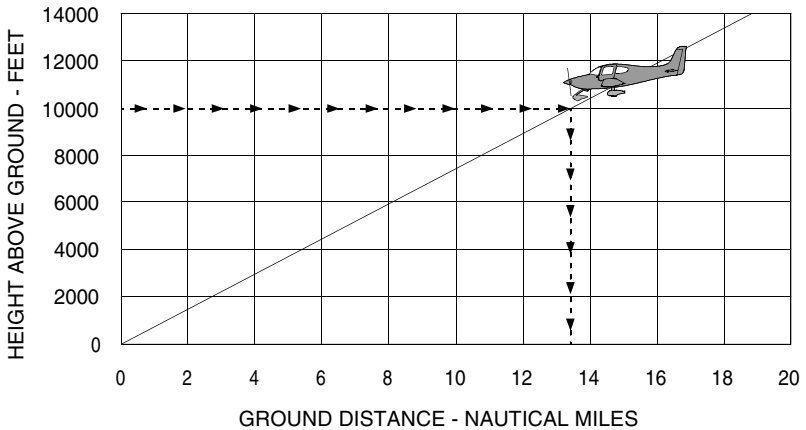 HEIGHT ABOVE GROUND - FEET
14000
12000
10000
8000
6000
4000
2000
0
0 2 4 6 8 10 12 14 16 18 20
GROUND DISTANCE - NAUTICAL MILES